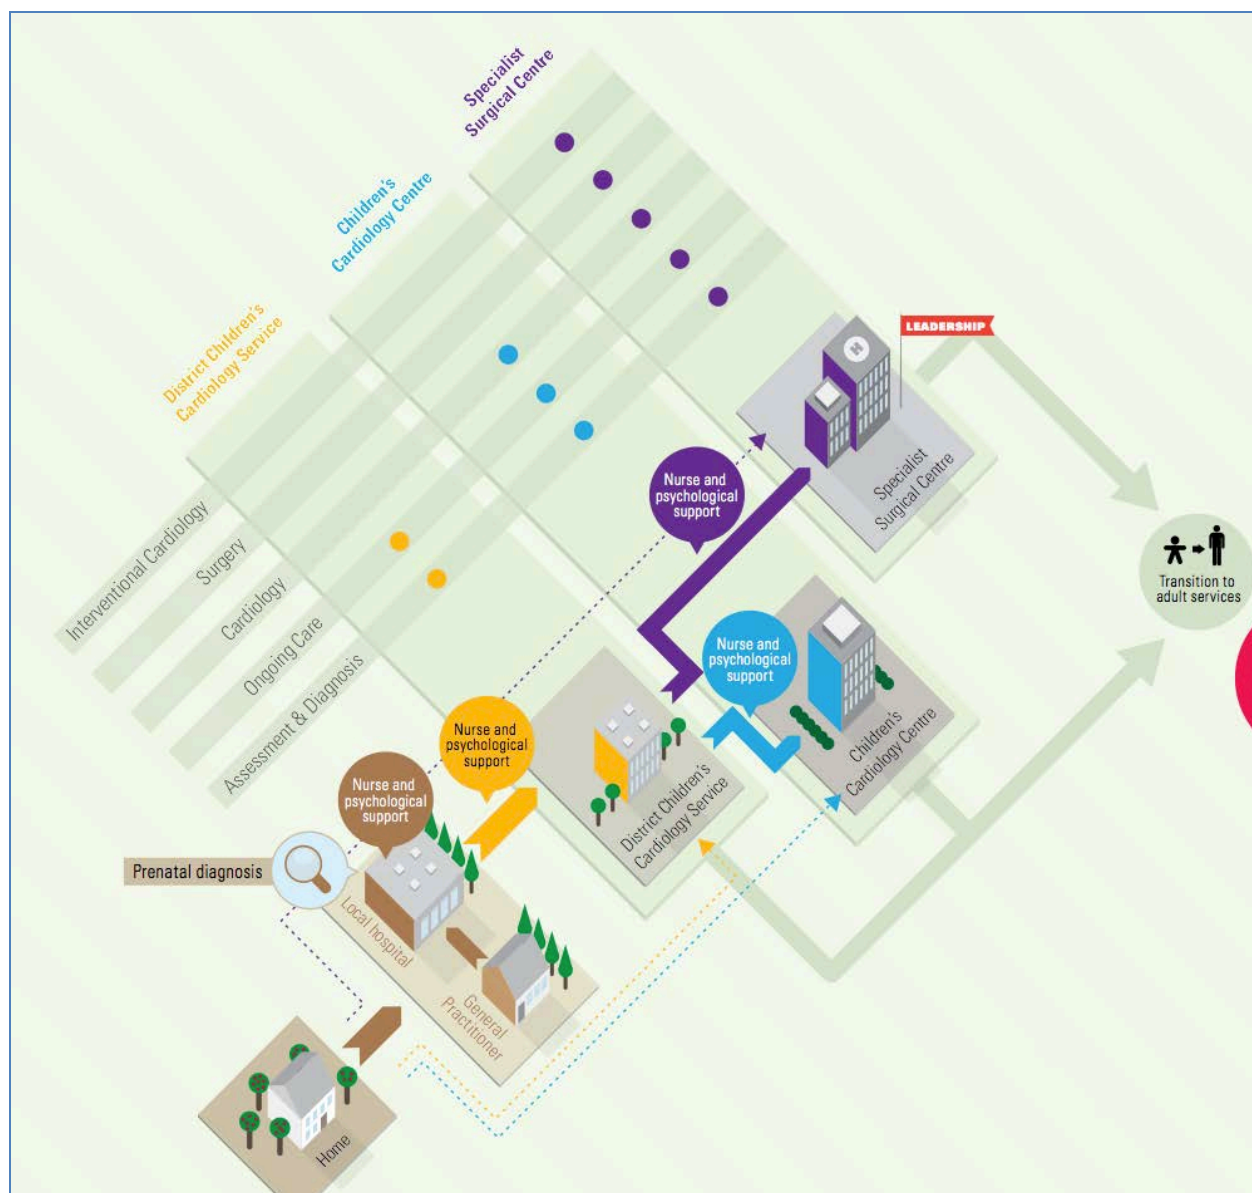 Specialist
Surgical Centre
Children's
Cardiology Centre
District Children's
Cardiology Service
LEADERSHIP
Interventional Cardiology
Surgery
Cardiology
Ongoing Care
Assessment & Diagnosis
Nurse and
psychological
support
Specialist
Surgical Centre
H
Transition to
adult services
Nurse and
psychological
support
Children's
Cardiology Centre
Nurse and
psychological
support
District Children's
Cardiology Service
Nurse and
psychological
support
Prenatal diagnosis
Local hospital
General
Practitioner
Home